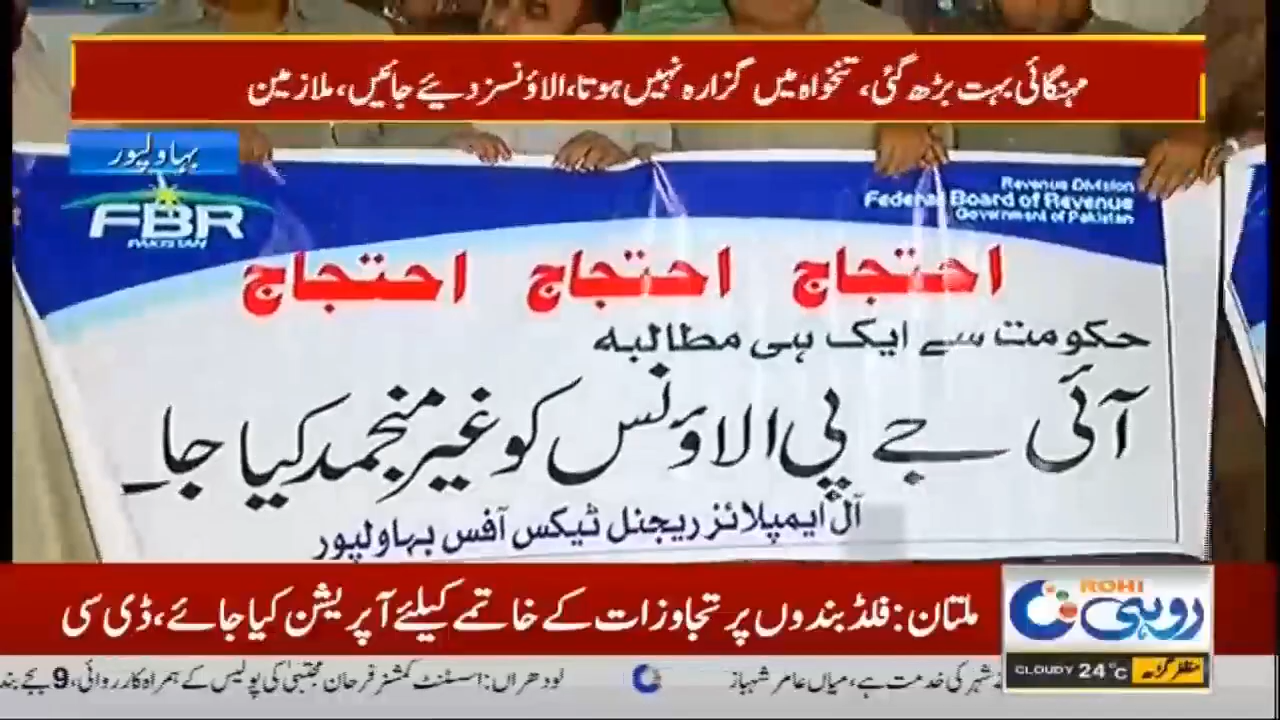 مہنگائی بہت بڑھ گئی، تنخواہ میں گزارہ نہیں ہوتا، الاؤنسز دیئے جائیں، ملازمین
بہاولپور
FBR
PAKISTAN
Revenue Division
Federal Board of Revenue
Government of Pakistan
احتجاج احتجاج احتجاج
حکومت سے ایک ہی مطالبہ
آئی جے پی الاؤنس کو غیر منجمد کیا جائے
آل ایمپلائز ریجنل ٹیکس آفس بہاولپور
ملتان: فلڈ بندوں پر تجاوزات کے خاتمے کیلئے آپریشن کیا جائے، ڈی سی
ROHI
روہی
CLOUDY 24°C
مظفر گڑھ
شہر کی خدمت ہے، میاں عامر شہباز
لودھراں: اسسٹنٹ کمشنر فرحان مجتبیٰ کی پولیس کے ہمراہ کارروائی، 9 بجے